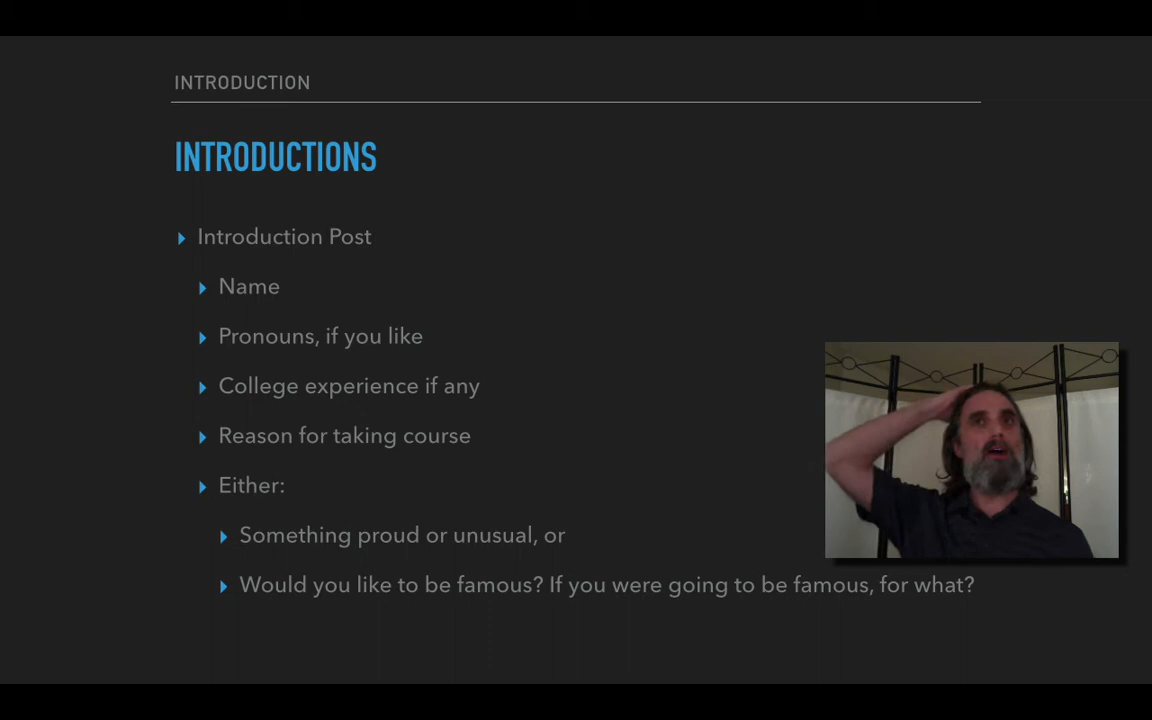 INTRODUCTION
INTRODUCTIONS
Introduction Post
Name
Pronouns, if you like
College experience if any
Reason for taking course
Either:
Something proud or unusual, or
Would you like to be famous? If you were going to be famous, for what?